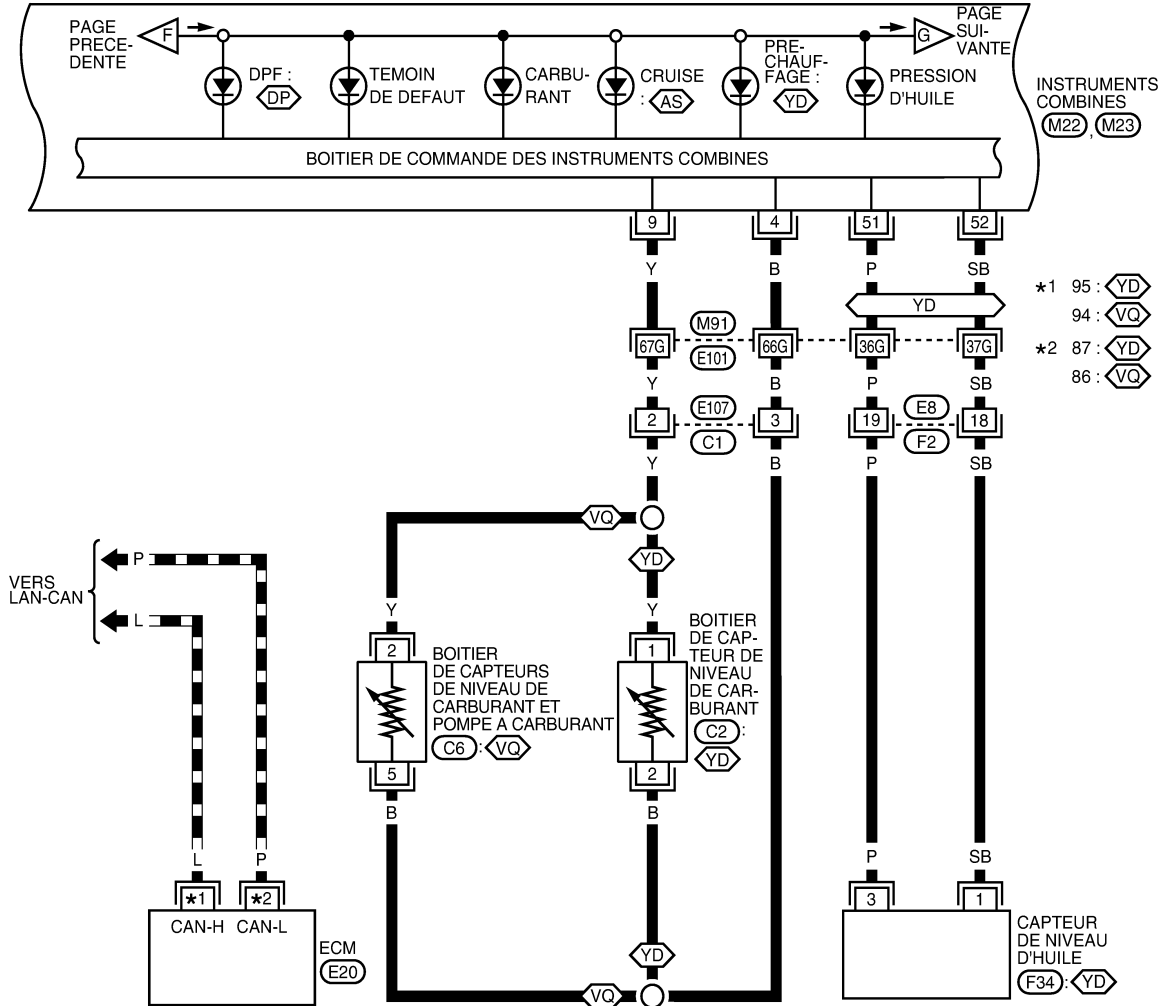 PAGE
PRECE-
DENTE
F
G
PAGE
SUI-
VANTE
DPF :
DP
TEMOIN
DE DEFAUT
CARBU-
RANT
CRUISE
: AS
PRE-
CHAUF-
FAGE :
YD
PRESSION
D'HUILE
INSTRUMENTS
COMBINES
M22 , M23
BOITIER DE COMMANDE DES INSTRUMENTS COMBINES
9 4 51 52
Y B P SB
YD
*1 95 : YD
94 : VQ
*2 87 : YD
86 : VQ
67G M91 E101 66G 36G 37G
Y B P SB
2 E107 C1 3 19 E8 F2 18
Y B P SB
VQ
YD
VERS
LAN-CAN
P
L
Y Y
2
BOITIER
DE CAPTEURS
DE NIVEAU DE
CARBURANT ET
POMPE A CARBURANT
C6 : VQ
5
B
1
BOITIER
DE CAP-
TEUR DE
NIVEAU
DE CAR-
BURANT
C2 :
YD
2
B
L P
*1 *2
CAN-H CAN-L
ECM
E20
YD
VQ
P SB
3 1
CAPTEUR
DE NIVEAU
D'HUILE
F34 : YD